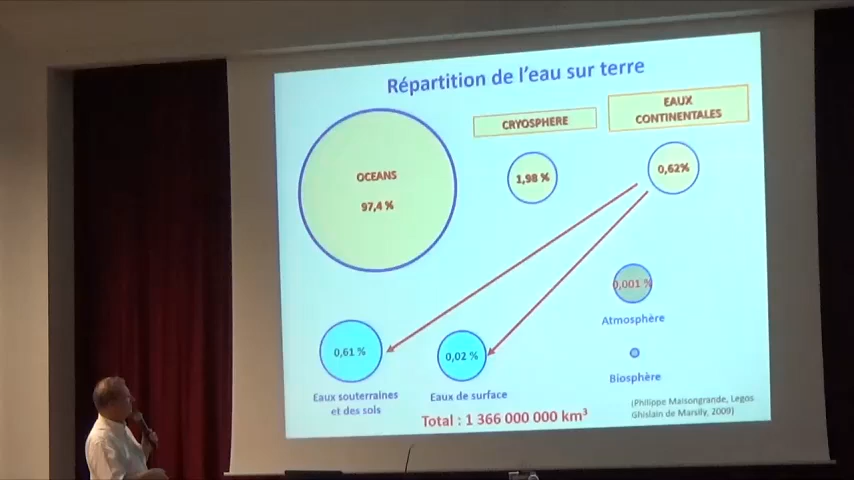 Répartition de l'eau sur terre
OCEANS
97,4 %
CRYOSPHERE
1,98 %
EAUX
CONTINENTALES
0,62%
0,001 %
Atmosphère
Biosphère
0,61 %
Eaux souterraines
et des sols
0,02 %
Eaux de surface
Total : 1 366 000 000 km³
(Philippe Maisongrande, Legos
Ghislain de Marsily, 2009)